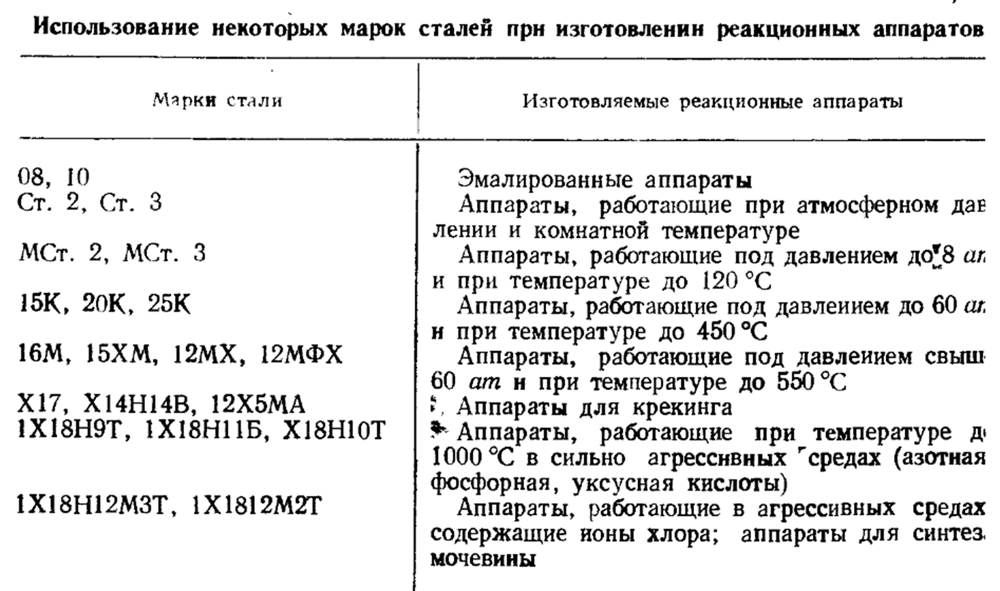 Использование некоторых марок сталей при изготовлении реакционных аппаратов
Марки стали
Изготовляемые реакционные аппараты
08, 10
Эмалированные аппараты
Ст. 2, Ст. 3
Аппараты, работающие при атмосферном дав
лении и комнатной температуре
МСт. 2, МСт. 3
Аппараты, работающие под давлением до 8
и при температуре до 120 °С
15К, 20К, 25К
Аппараты, работающие под давлением до 60
и при температуре до 450 °С
16М, 15ХМ, 12МХ, 12МФХ
Аппараты, работающие под давлением свыш
60 ат и при температуре до 550 °С
Х17, Х14Н14В, 12Х5МА
Аппараты для крекинга
1Х18Н9Т, 1Х18Н11Б, Х18Н10Т
Аппараты, работающие при температуре д
1000 °С в сильно агрессивных средах (азотная
фосфорная, уксусная кислоты)
1Х18Н12М3Т, 1Х1812М2Т
Аппараты, работающие в агрессивных средах
содержащие ионы хлора; аппараты для синтез
мочевины